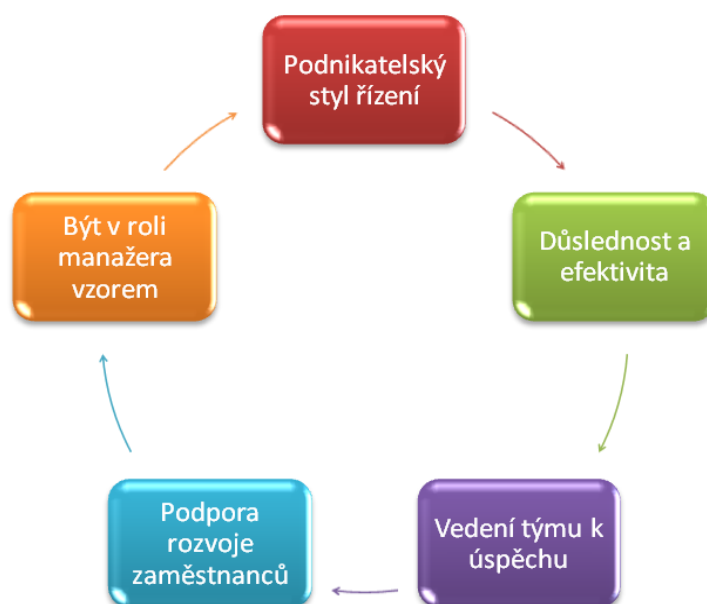 Podnikatelský
styl řízení
Důslednost a
efektivita
Vedení týmu k
úspěchu
Podpora
rozvoje
zaměstnanců
Být v roli
manažera
vzorem